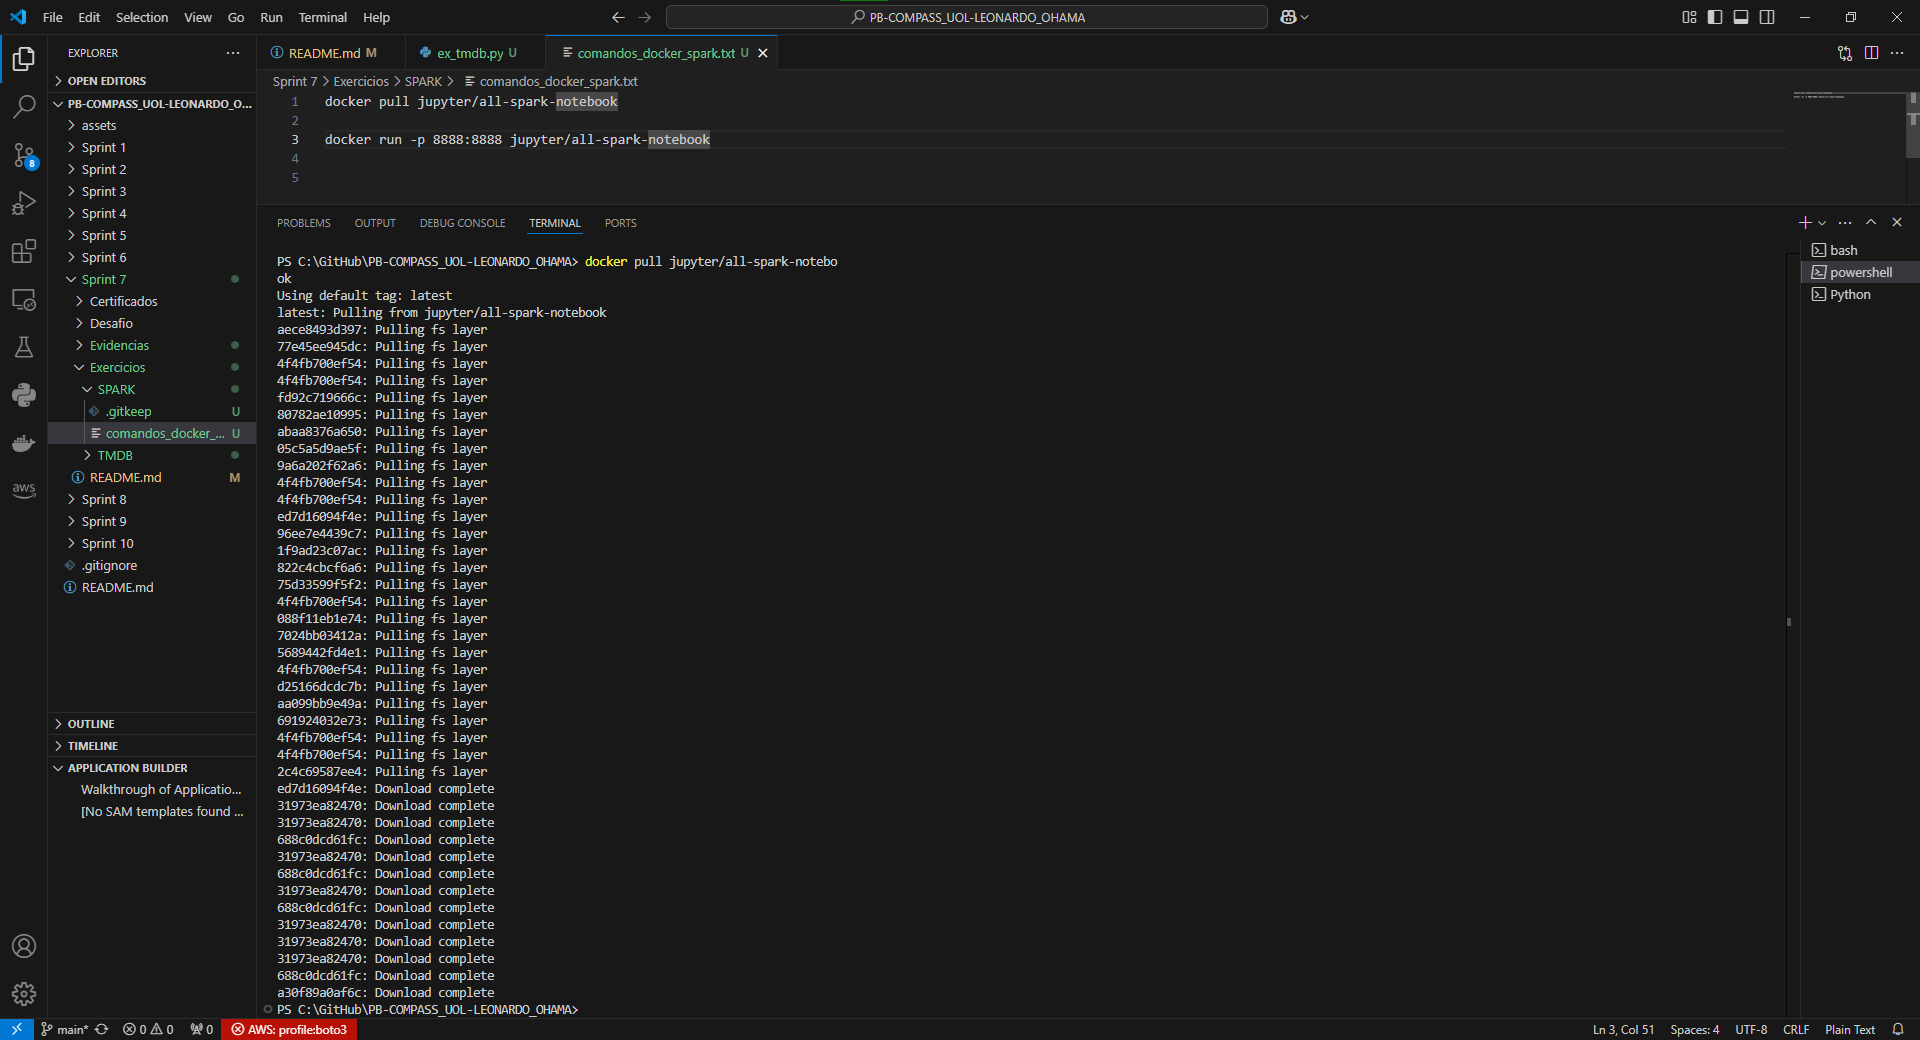 File Edit Selection View Go Run Terminal Help
PB-COMPASS_UOL-LEONARDO_OHAMA
EXPLORER
OPEN EDITORS
PB-COMPASS_UOL-LEONARDO_O...
assets
Sprint 1
Sprint 2
Sprint 3
Sprint 4
Sprint 5
Sprint 6
Sprint 7
Certificados
Desafio
Evidencias
Exercicios
SPARK
.gitkeep U
comandos_docker_... U
TMDB
README.md M
Sprint 8
Sprint 9
Sprint 10
.gitignore
README.md
OUTLINE
TIMELINE
APPLICATION BUILDER
Walkthrough of Applicatio...
[No SAM templates found ...
8
aws
README.md M ex_tmdb.py U comandos_docker_spark.txt U
Sprint 7 > Exercicios > SPARK > comandos_docker_spark.txt
1 docker pull jupyter/all-spark-notebook
2
3 docker run -p 8888:8888 jupyter/all-spark-notebook
4
5
PROBLEMS OUTPUT DEBUG CONSOLE TERMINAL PORTS
PS C:\GitHub\PB-COMPASS_UOL-LEONARDO_OHAMA> docker pull jupyter/all-spark-notebo
ok
Using default tag: latest
latest: Pulling from jupyter/all-spark-notebook
aece8493d397: Pulling fs layer
77e45ee945dc: Pulling fs layer
4f4fb700ef54: Pulling fs layer
4f4fb700ef54: Pulling fs layer
fd92c719666c: Pulling fs layer
80782ae10995: Pulling fs layer
abaa8376a650: Pulling fs layer
05c5a5d9ae5f: Pulling fs layer
9a6a202f62a6: Pulling fs layer
4f4fb700ef54: Pulling fs layer
4f4fb700ef54: Pulling fs layer
ed7d16094f4e: Pulling fs layer
96ee7e4439c7: Pulling fs layer
1f9ad23c07ac: Pulling fs layer
822c4cbcf6a6: Pulling fs layer
75d33599f5f2: Pulling fs layer
4f4fb700ef54: Pulling fs layer
088f11eb1e74: Pulling fs layer
7024bb03412a: Pulling fs layer
5689442fd4e1: Pulling fs layer
4f4fb700ef54: Pulling fs layer
d25166dcdc7b: Pulling fs layer
aa099bb9e49a: Pulling fs layer
691924032e73: Pulling fs layer
4f4fb700ef54: Pulling fs layer
4f4fb700ef54: Pulling fs layer
2c4c69587ee4: Pulling fs layer
ed7d16094f4e: Download complete
31973ea82470: Download complete
31973ea82470: Download complete
688c0dcd61fc: Download complete
31973ea82470: Download complete
688c0dcd61fc: Download complete
31973ea82470: Download complete
688c0dcd61fc: Download complete
31973ea82470: Download complete
31973ea82470: Download complete
31973ea82470: Download complete
688c0dcd61fc: Download complete
a30f89a0af6c: Download complete
PS C:\GitHub\PB-COMPASS_UOL-LEONARDO_OHAMA>
bash
powershell
Python
main* 0 0 0 AWS: profile:boto3
Ln 3, Col 51 Spaces: 4 UTF-8 CRLF Plain Text